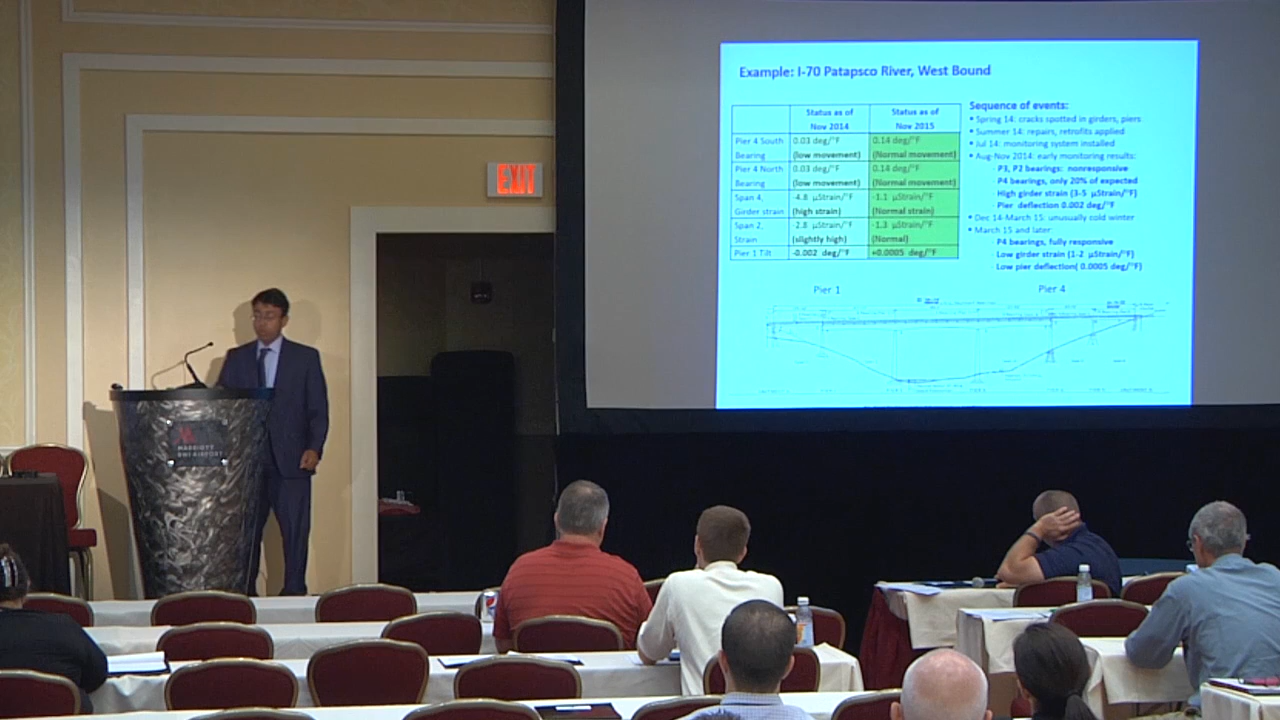 EXIT
MARRIOTT
BWI AIRPORT
Example: I-70 Patapsco River, West Bound
Status as of Nov 2014
Status as of Nov 2015
Pier 4 South Bearing
0.03 deg/°F (low movement)
0.14 deg/°F (Normal movement)
Pier 4 North Bearing
0.03 deg/°F (low movement)
0.14 deg/°F (Normal movement)
Span 4, Girder strain
-4.8 µStrain/°F (high strain)
-1.1 µStrain/°F (Normal strain)
Span 2, Strain
-2.8 µStrain/°F (slightly high)
-1.3 µStrain/°F (Normal)
Pier 1 Tilt
-0.002 deg/°F
+0.0005 deg/°F
Sequence of events:
• Spring 14: cracks spotted in girders, piers
• Summer 14: repairs, retrofits applied
• Jul 14: monitoring system installed
• Aug-Nov 2014: early monitoring results:
P3, P2 bearings: nonresponsive
P4 bearings, only 20% of expected
High girder strain (3-5 µStrain/°F)
Pier deflection 0.002 deg/°F
• Dec 14-March 15: unusually cold winter
• March 15 and later:
P4 bearings, fully responsive
Low girder strain (1-2 µStrain/°F)
Low pier deflection( 0.0005 deg/°F)
Pier 1
Pier 4